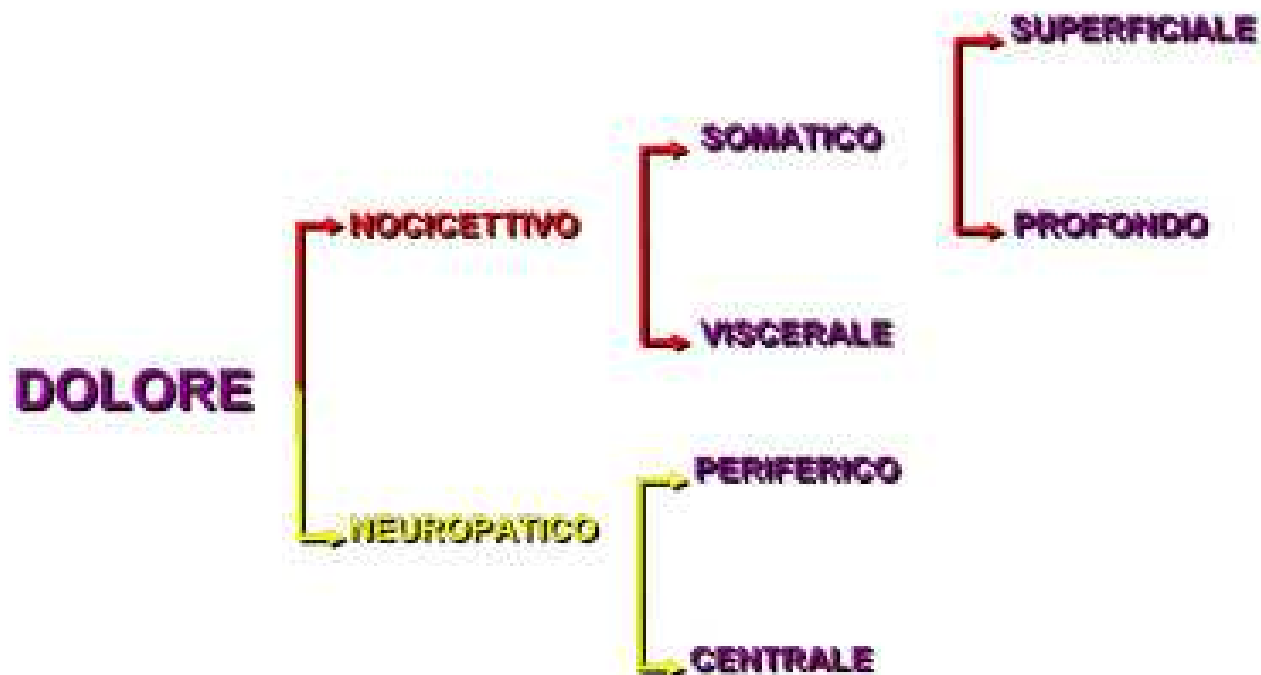 SUPERFICIALE
SOMATICO
NOCICETTIVO
PROFONDO
VISCERALE
DOLORE
PERIFERICO
NEUROPATICO
CENTRALE